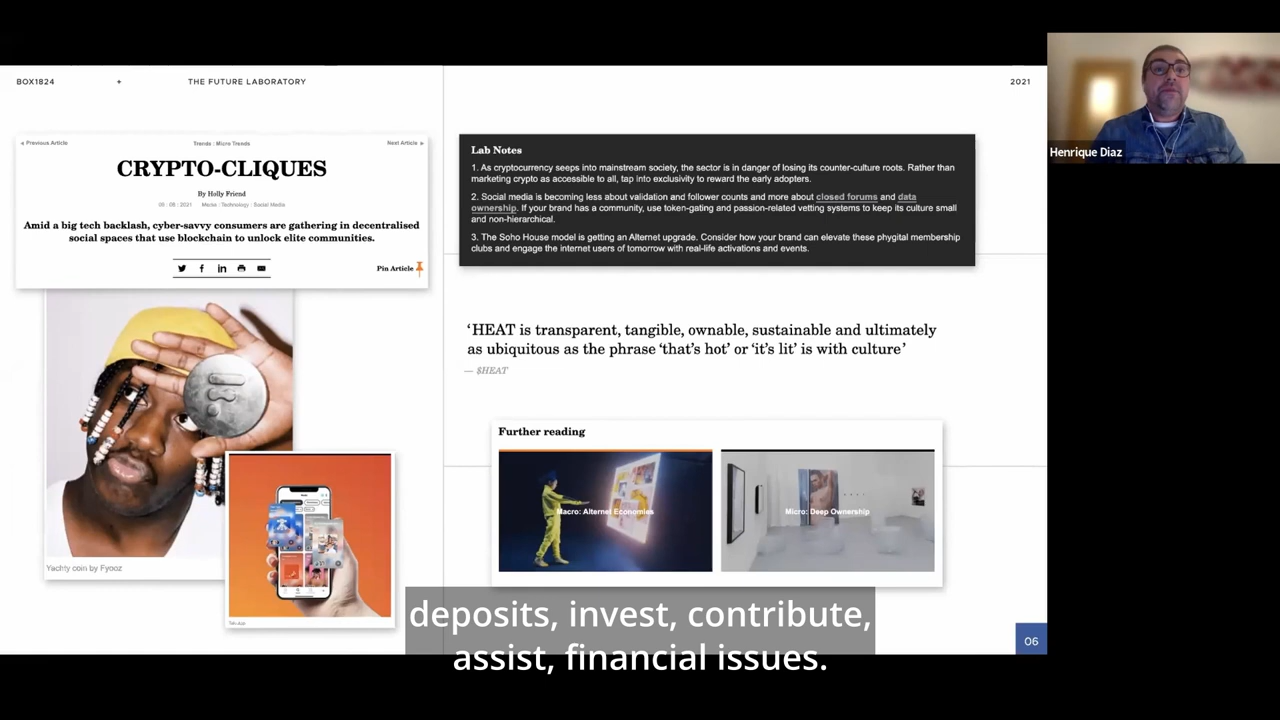 BOX1824 + THE FUTURE LABORATORY 2021
◂ Previous Article Trends : Micro Trends Next Article ▸
CRYPTO-CLIQUES
By Holly Friend
Technology : Social Media
Amid a big tech backlash, cyber-savvy consumers are gathering in decentralised
social spaces that use blockchain to unlock elite communities.
Pin Article
Yachty coin by Fyooz
Lab Notes
1. As cryptocurrency seeps into mainstream society, the sector is in danger of losing its counter-culture roots. Rather than
marketing crypto as accessible to all, tap into exclusivity to reward the early adopters.
2. Social media is becoming less about validation and follower counts and more about closed forums and data
ownership. If your brand has a community, use token-gating and passion-related vetting systems to keep its culture small
and non-hierarchical.
3. The Soho House model is getting an Alternet upgrade. Consider how your brand can elevate these phygital membership
clubs and engage the internet users of tomorrow with real-life activations and events.
‘HEAT is transparent, tangible, ownable, sustainable and ultimately
as ubiquitous as the phrase ‘that’s hot’ or ‘it’s lit’ is with culture’
— $HEAT
Further reading
Macro: Alternet Economies
Micro: Deep Ownership
06
Henrique Diaz
deposits, invest, contribute,
assist, financial issues.